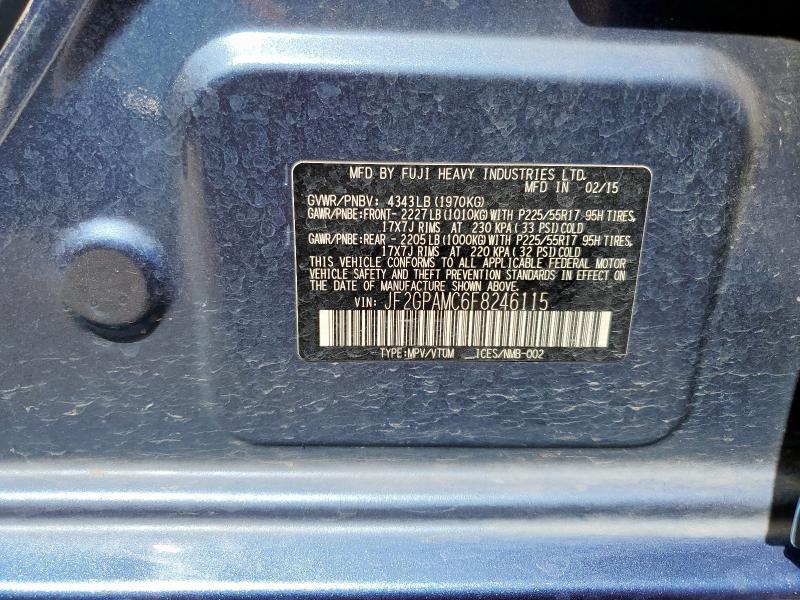 MFD BY FUJI HEAVY INDUSTRIES LTD.
MFD IN 02/15
GVWR/PNBV: 4343LB (1970KG)
GAWR/PNBE:FRONT- 2227LB (1010KG) WITH P225/55R17 95H TIRES,
17X7J RIMS AT 230 KPA ( 33 PSI) COLD
GAWR/PNBE:REAR - 2205LB (1000KG) WITH P225/55R17 95H TIRES,
17X7J RIMS AT 220 KPA ( 32 PSI) COLD
THIS VEHICLE CONFORMS TO ALL APPLICABLE FEDERAL MOTOR
VEHICLE SAFETY AND THEFT PREVENTION STANDARDS IN EFFECT ON
THE DATE OF MANUFACTURE SHOWN ABOVE.
VIN: JF2GPAMC6F8246115
TYPE:MPV/VTUM ICES/NMB-002